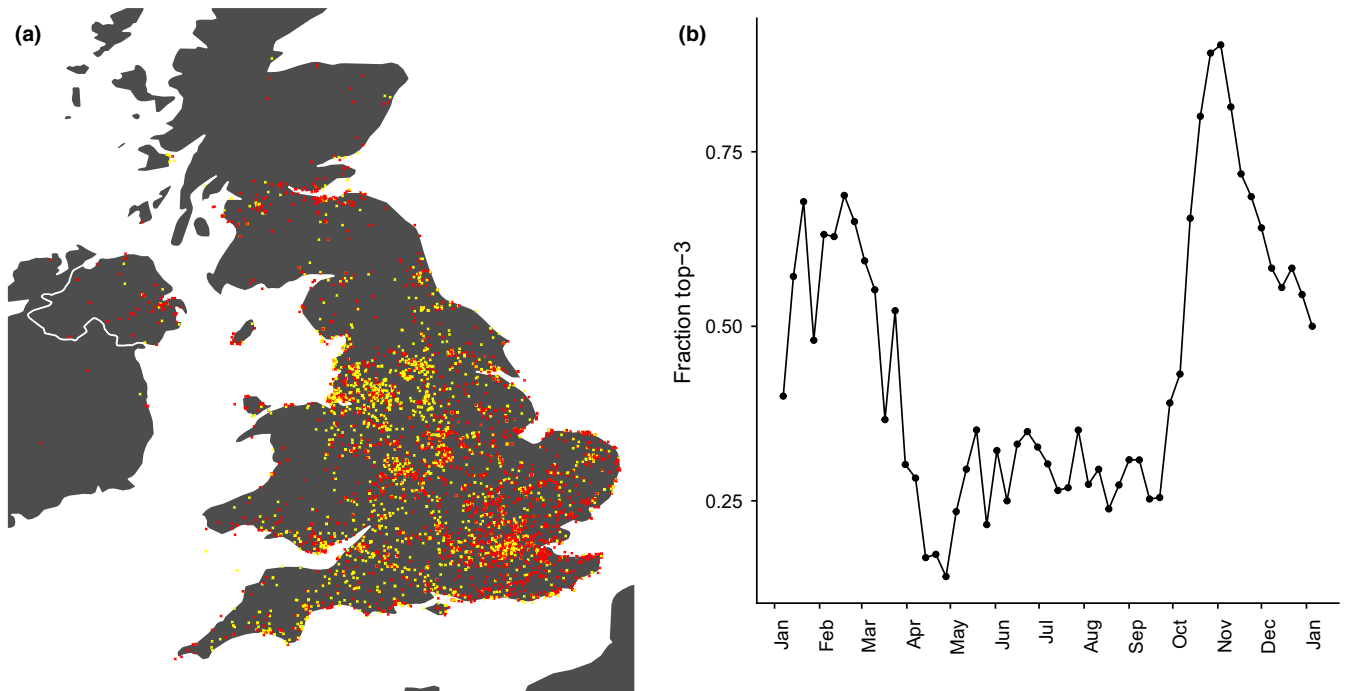 (a)
(b)
Fraction top−3
0.75
0.50
0.25
Jan
Feb
Mar
Apr
May
Jun
Jul
Aug
Sep
Oct
Nov
Dec
Jan